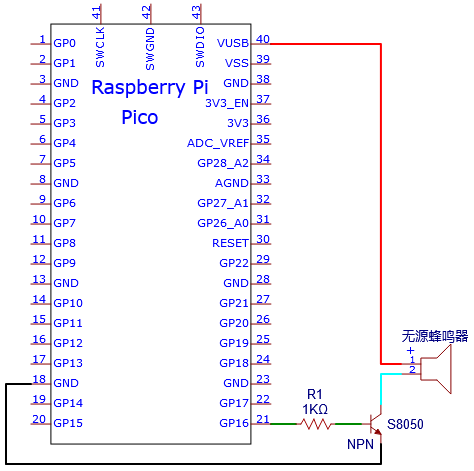 41
42
43
SWCLK
SWGND
SWDIO
1 GP0 VUSB 40
2 GP1 VSS 39
3 GND Raspberry Pi GND 38
4 GP2 Pico 3V3_EN 37
5 GP3 3V3 36
6 GP4 ADC_VREF 35
7 GP5 GP28_A2 34
8 GND AGND 33
9 GP6 GP27_A1 32
10 GP7 GP26_A0 31
11 GP8 RESET 30
12 GP9 GP22 29
13 GND GND 28
14 GP10 GP21 27
15 GP11 GP20 26
16 GP12 GP19 25
17 GP13 GP18 24
18 GND GND 23
19 GP14 GP17 22
20 GP15 GP16 21
无源蜂鸣器
+
1
2
R1
1KΩ
S8050
NPN